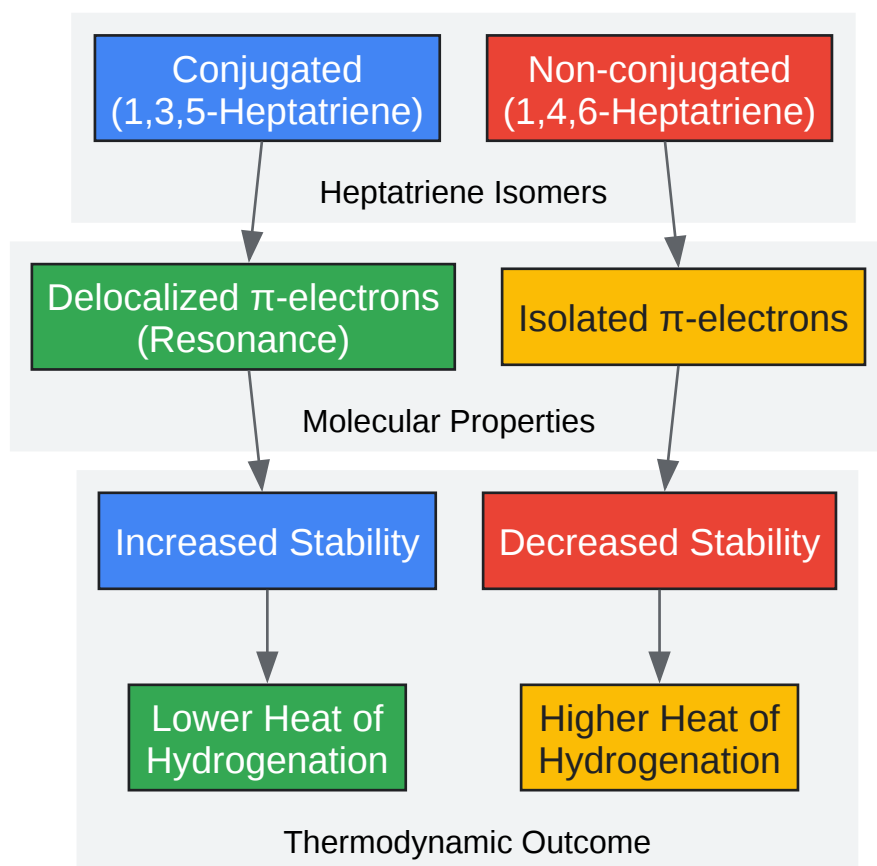 Conjugated
(1,3,5-Heptatriene)
Non-conjugated
(1,4,6-Heptatriene)
Heptatriene Isomers
Delocalized π-electrons
(Resonance)
Isolated π-electrons
Molecular Properties
Increased Stability
Decreased Stability
Lower Heat of
Hydrogenation
Higher Heat of
Hydrogenation
Thermodynamic Outcome